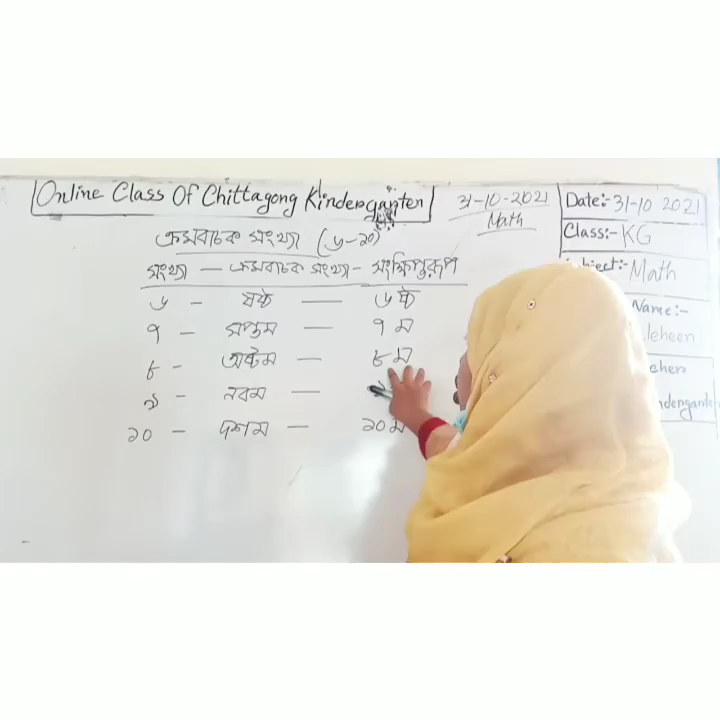 Online Class Of Chittagong Kindergarten
31-10-2021
Math
ক্রমবাচক সংখ্যা (৬-১০)
সংখ্যা — ক্রমবাচক সংখ্যা - সংক্ষিপ্তরূপ
৬ - ষষ্ঠ — ৬ষ্ঠ
৭ - সপ্তম — ৭ম
৮ - অষ্টম — ৮ম
৯ - নবম —
১০ - দশম — ১০ম
Date:- 31-10 2021
Class:- KG
Math
Name:-